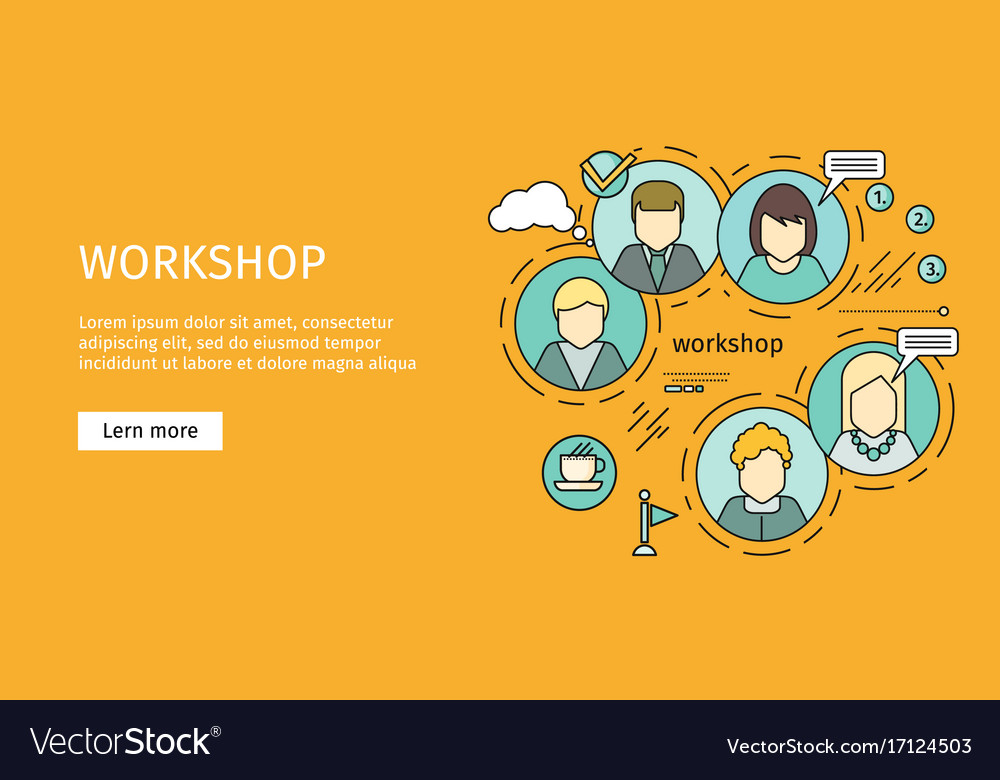 WORKSHOP
Lorem ipsum dolor sit amet, consectetur
adipiscing elit, sed do eiusmod tempor
incididunt ut labore et dolore magna aliqua
Lern more
1.
2.
3.
workshop
VectorStock®
VectorStock.com/17124503